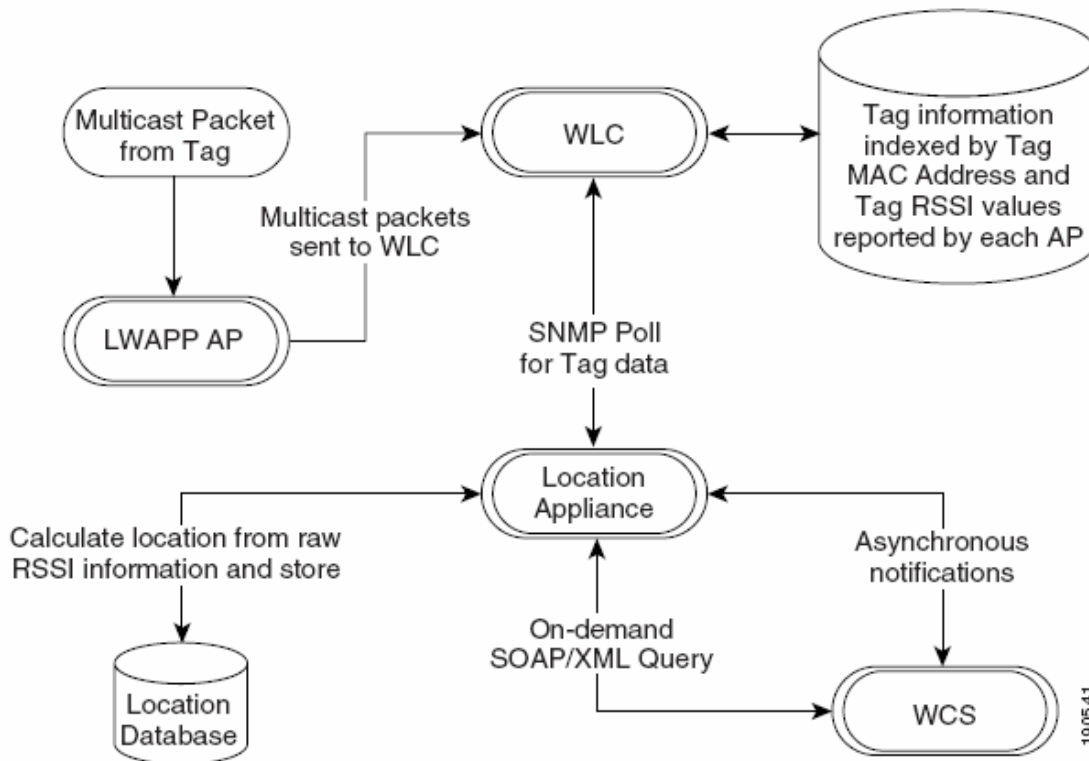 Multicast Packet
from Tag
WLC
Tag information
indexed by Tag
MAC Address and
Tag RSSI values
reported by each AP
Multicast packets
sent to WLC
LWAPP AP
SNMP Poll
for Tag data
Location
Appliance
Calculate location from raw
RSSI information and store
Asynchronous
notifications
On-demand
SOAP/XML Query
Location
Database
WCS
190541